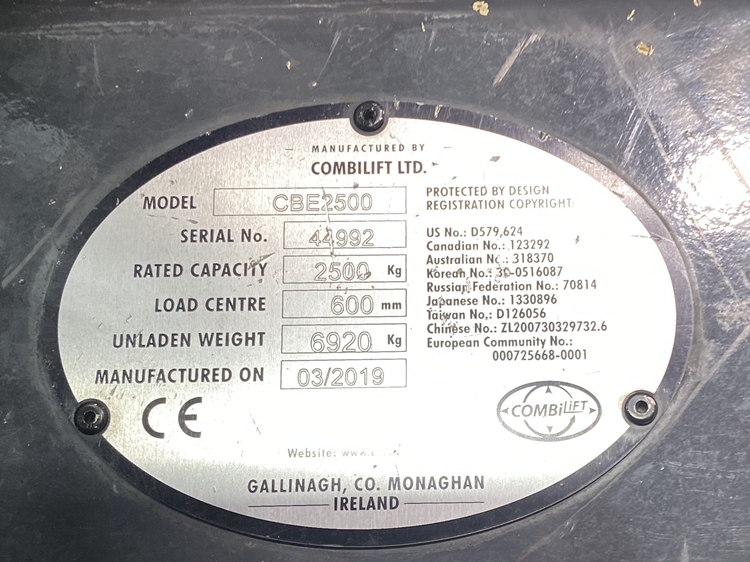 MANUFACTURED BY
COMBILIFT LTD.
MODEL CBE2500
SERIAL No. 44992
RATED CAPACITY 2500 Kg
LOAD CENTRE 600 mm
UNLADEN WEIGHT 6920 Kg
MANUFACTURED ON 03/2019
CE
PROTECTED BY DESIGN
REGISTRATION COPYRIGHT:
US No.: D579,624
Canadian No.: 123292
Australian No.: 318370
Korean No.: 30-0516087
Russian Federation No.: 70814
Japanese No.: 1330896
Taiwan No.: D126056
Chinese No.: ZL200730329732.6
European Community No.:
000725668-0001
COMBiLiFT
Website:
GALLINAGH, CO. MONAGHAN
IRELAND